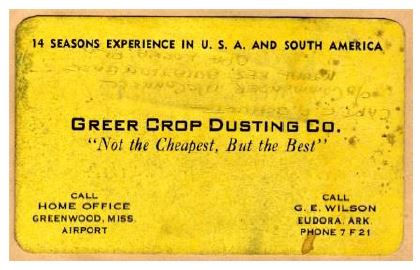 14 SEASONS EXPERIENCE IN U. S. A. AND SOUTH AMERICA
GREER CROP DUSTING CO.
"Not the Cheapest, But the Best"
CALL
HOME OFFICE
GREENWOOD, MISS.
AIRPORT
CALL
G. E. WILSON
EUDORA, ARK.
PHONE 7 F 21